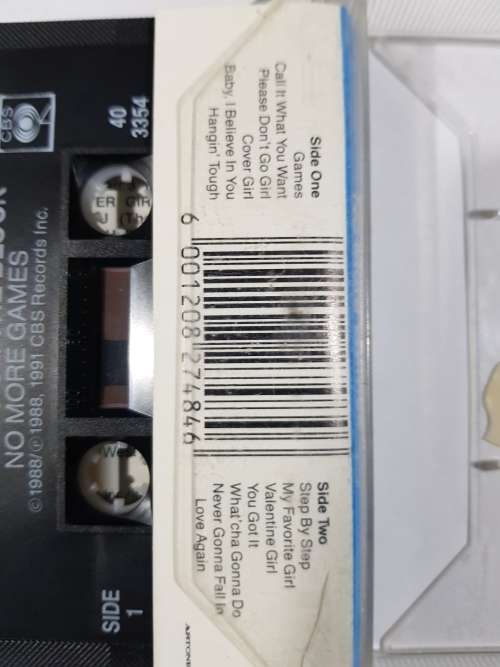 Side One
Games
Call It What You Want
Please Don't Go Girl
Cover Girl
Baby, I Believe In You
Hangin' Tough
6 001208 274846
Side Two
Step By Step
My Favorite Girl
Valentine Girl
You Got It
What'cha Gonna Do
Never Gonna Fall In
Love Again
ARTONE
CBS
40
3354
NO MORE GAMES
℗1988/©1988, 1991 CBS Records Inc.
SIDE
1